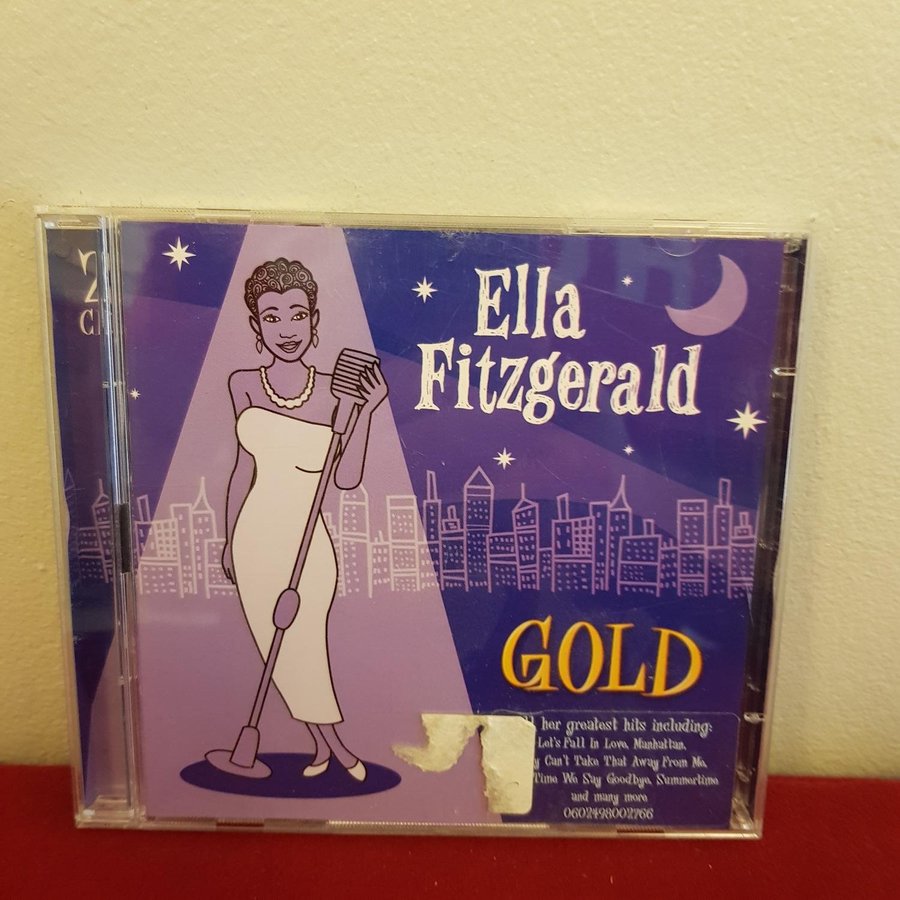 2
Ella
Fitzgerald
GOLD
her greatest hits including:
Let's Fall In Love, Manhattan,
Can't Take That Away From Me,
Time We Say Goodbye, Summertime
and many more
0602498002766